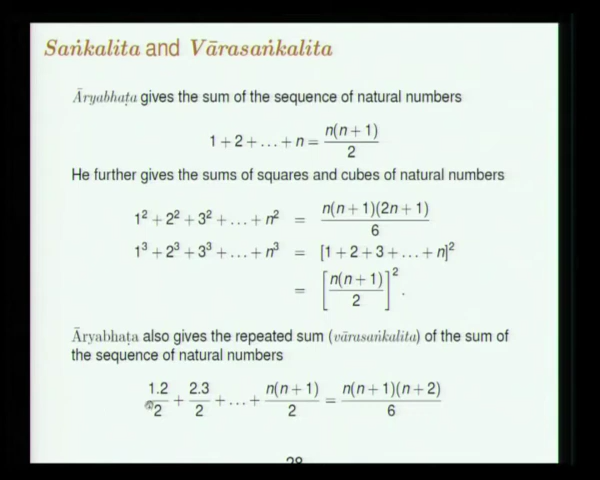 Saṅkalita and Vārasaṅkalita
Āryabhaṭa gives the sum of the sequence of natural numbers
1 + 2 + … + n = n(n + 1) / 2
He further gives the sums of squares and cubes of natural numbers
1² + 2² + 3² + … + n² = n(n + 1)(2n + 1) / 6
1³ + 2³ + 3³ + … + n³ = [1 + 2 + 3 + … + n]²
= [n(n + 1) / 2]².
Āryabhaṭa also gives the repeated sum (vārasaṅkalita) of the sum of
the sequence of natural numbers
1.2 / 2 + 2.3 / 2 + … + n(n + 1) / 2 = n(n + 1)(n + 2) / 6